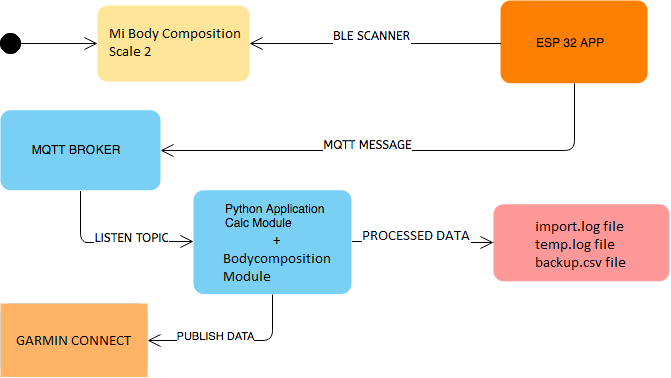 Mi Body Composition
Scale 2
BLE SCANNER
ESP 32 APP
MQTT BROKER
MQTT MESSAGE
LISTEN TOPIC
Python Application
Calc Module
+
Bodycomposition
Module
PROCESSED DATA
import.log file
temp.log file
backup.csv file
GARMIN CONNECT
PUBLISH DATA